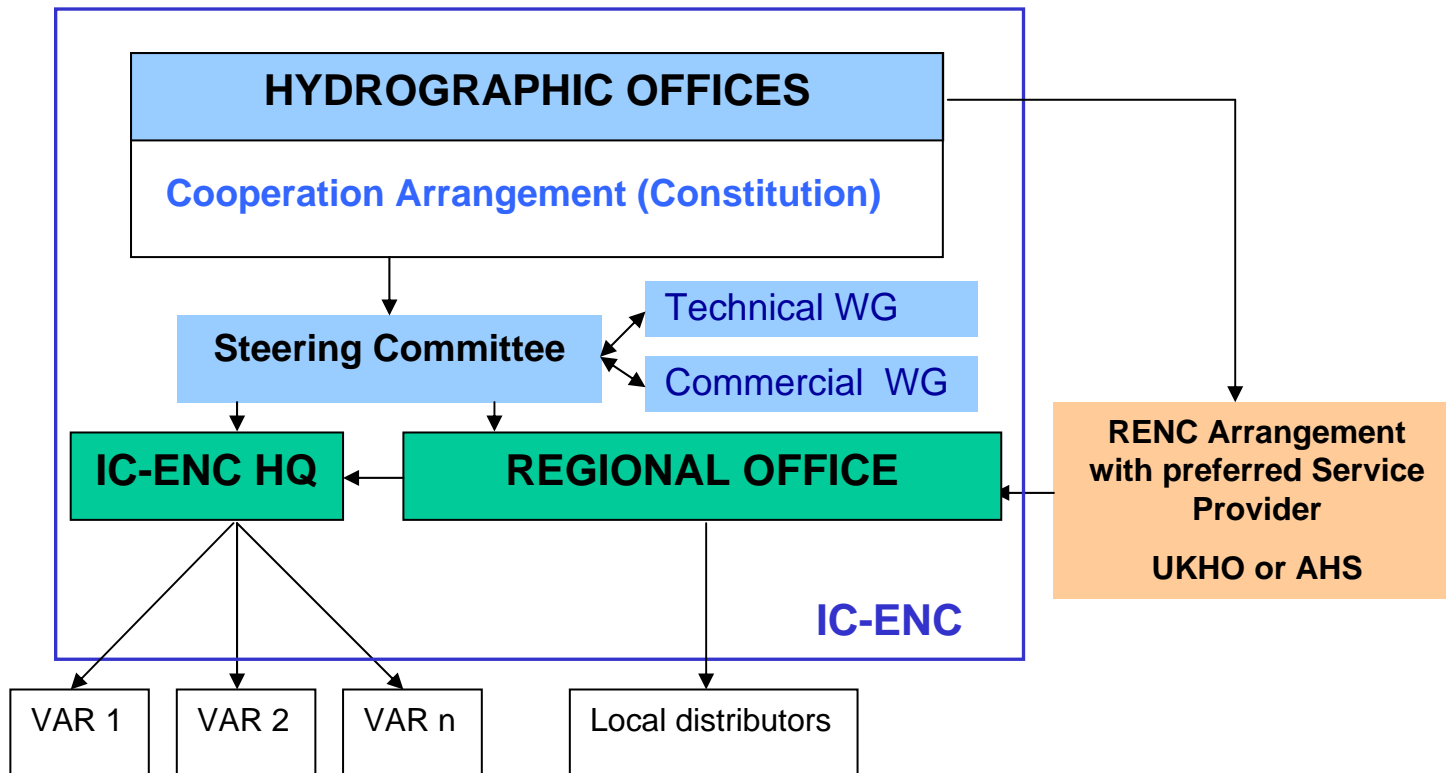 HYDROGRAPHIC OFFICES
Cooperation Arrangement (Constitution)
Technical WG
Steering Committee
Commercial WG
IC-ENC HQ
REGIONAL OFFICE
RENC Arrangement
with preferred Service
Provider
UKHO or AHS
IC-ENC
VAR 1
VAR 2
VAR n
Local distributors